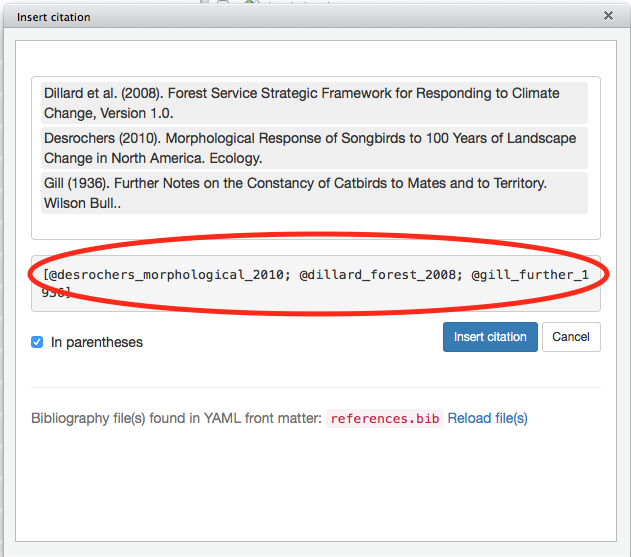 Insert citation
Dillard et al. (2008). Forest Service Strategic Framework for Responding to Climate
Change, Version 1.0.
Desrochers (2010). Morphological Response of Songbirds to 100 Years of Landscape
Change in North America. Ecology.
Gill (1936). Further Notes on the Constancy of Catbirds to Mates and to Territory.
Wilson Bull..
[@desrochers_morphological_2010; @dillard_forest_2008; @gill_further_1
936]
In parentheses
Insert citation
Cancel
Bibliography file(s) found in YAML front matter: references.bib Reload file(s)